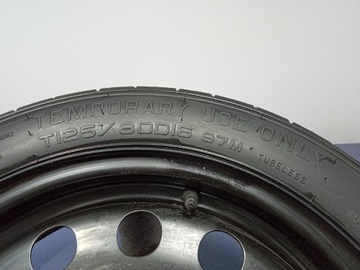 TEMPORARY USE ONLY
T125/80D16 97M TUBELESS